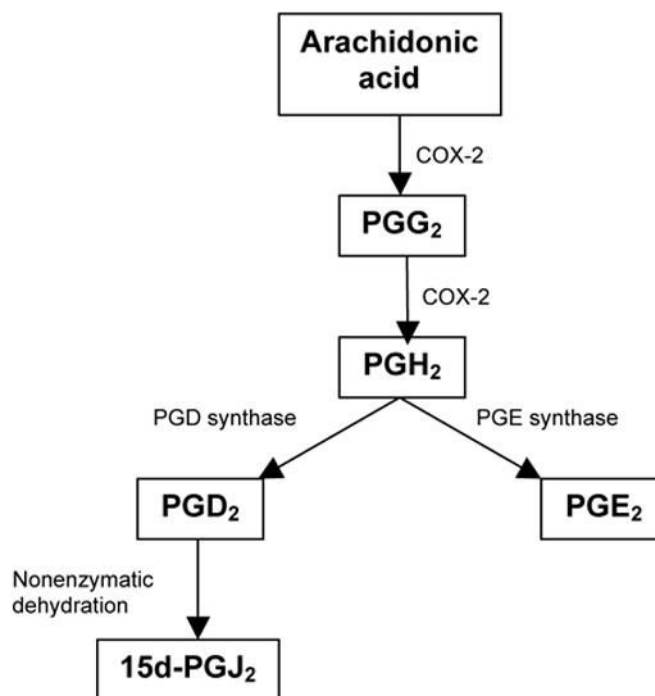 Arachidonic
acid
COX-2
PGG₂
COX-2
PGH₂
PGD synthase
PGE synthase
PGD₂
PGE₂
Nonenzymatic
dehydration
15d-PGJ₂